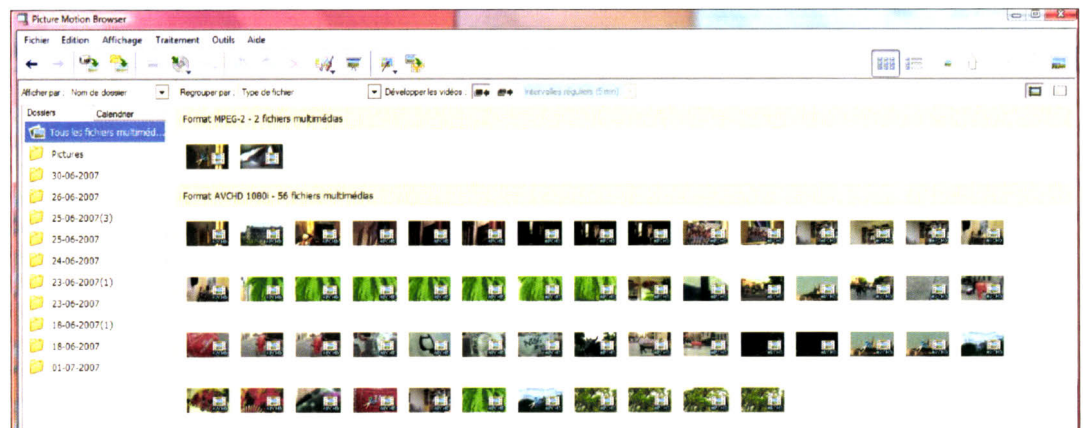 Picture Motion Browser
Fichier Edition Affichage Traitement Outils Aide
Afficher par : Nom de dossier Regrouper par : Type de fichier Développer les vidéos : Intervalles réguliers (5 min)
Dossiers Calendrier
Tous les fichiers multiméd...
Pictures
30-06-2007
26-06-2007
25-06-2007(3)
25-06-2007
24-06-2007
23-06-2007(1)
23-06-2007
18-06-2007(1)
18-06-2007
01-07-2007
Format MPEG-2 - 2 fichiers multimédias
Format AVCHD 1080i - 56 fichiers multimédias